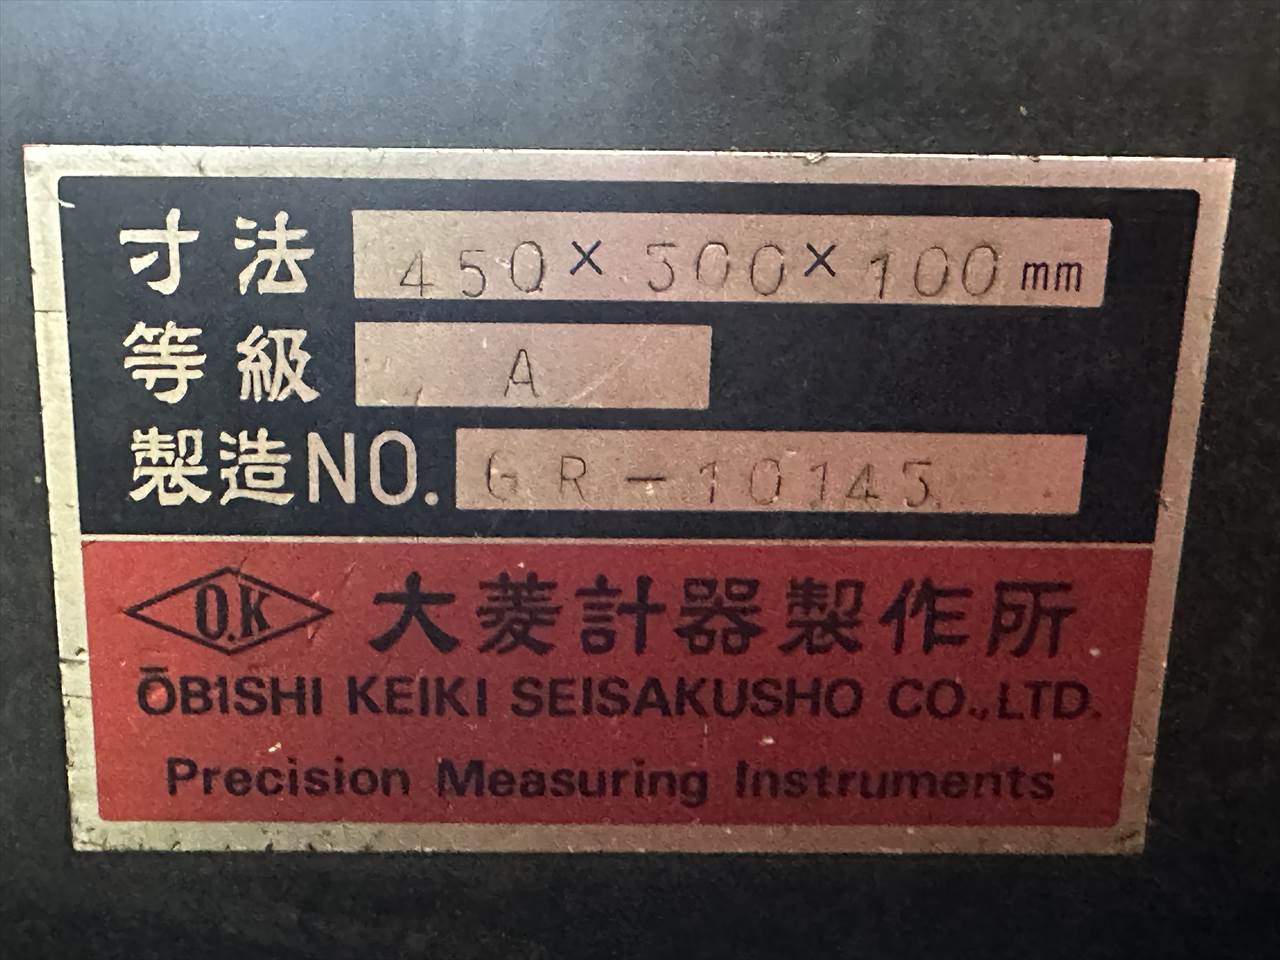 寸法 450 × 300 × 100 mm
等級 A
製造NO. GR-10145
O.K 大菱計器製作所
ŌBISHI KEIKI SEISAKUSHO CO.,LTD.
Precision Measuring Instruments